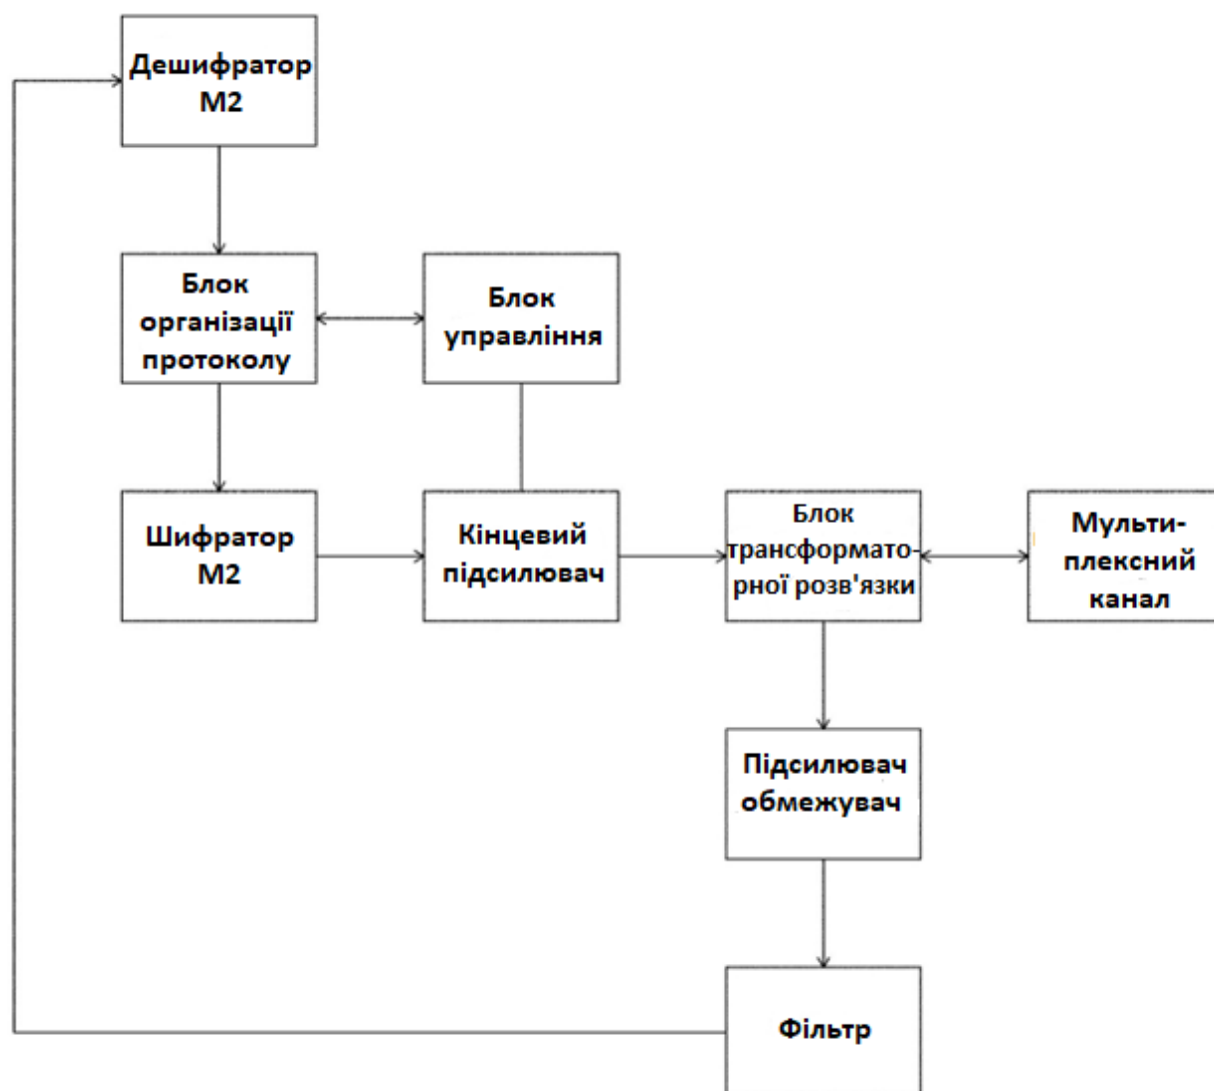 Дешифратор
М2
Блок
організації
протоколу
Блок
управління
Шифратор
М2
Кінцевий
підсилювач
Блок
трансформато-
рної розв'язки
Мульти-
плексний
канал
Підсилювач
обмежувач
Фільтр